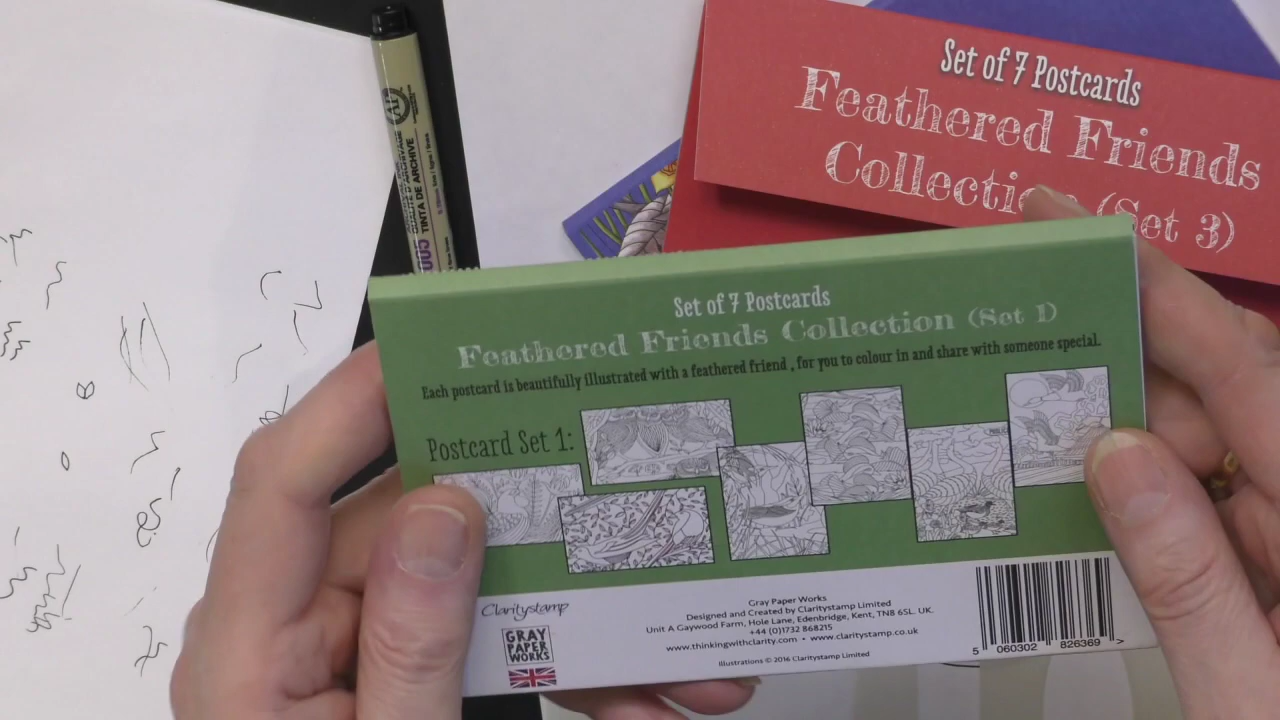 Set of 7 Postcards
Feathered Friends
(Set 3)
AP
TINTA DE ARCHIVE
005
Set of 7 Postcards
Feathered Friends Collection (Set 1)
Each postcard is beautifully illustrated with a feathered friend , for you to colour in and share with someone special.
Postcard Set 1:
Claritystamp
GRAY
PAPER
WORKS
Gray Paper Works
Designed and Created by Claritystamp Limited
Unit A Gaywood Farm, Hole Lane, Edenbridge, Kent, TN8 6SL. UK.
+44 (0)1732 868215
www.thinkingwithclarity.com • www.claritystamp.co.uk
Illustrations © 2016 Claritystamp Limited
5 060302 826369 >